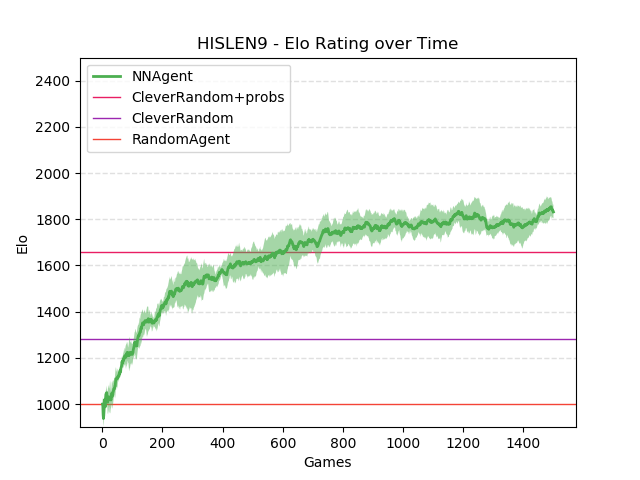 HISLEN9 - Elo Rating over Time
NNAgent
CleverRandom+probs
CleverRandom
RandomAgent
2400
2200
2000
1800
1600
1400
1200
1000
Elo
0 200 400 600 800 1000 1200 1400
Games